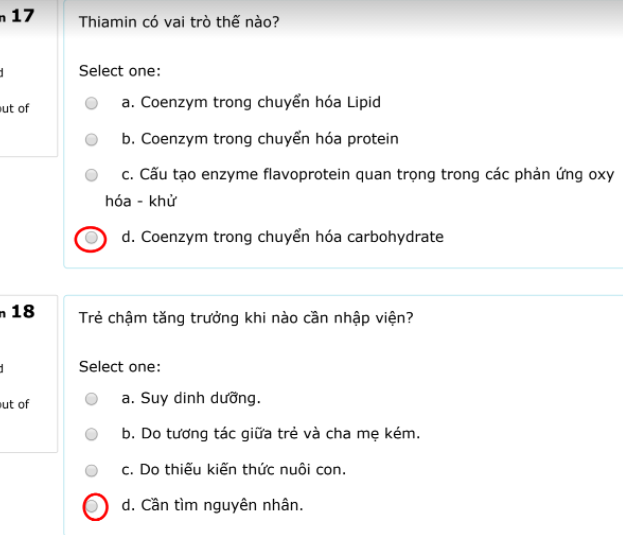 n 17
Thiamin có vai trò thế nào?
Select one:
out of
a. Coenzym trong chuyển hóa Lipid
b. Coenzym trong chuyển hóa protein
c. Cấu tạo enzyme flavoprotein quan trọng trong các phản ứng oxy
hóa - khử
d. Coenzym trong chuyển hóa carbohydrate
n 18
Trẻ chậm tăng trưởng khi nào cần nhập viện?
Select one:
out of
a. Suy dinh dưỡng.
b. Do tương tác giữa trẻ và cha mẹ kém.
c. Do thiếu kiến thức nuôi con.
d. Cần tìm nguyên nhân.